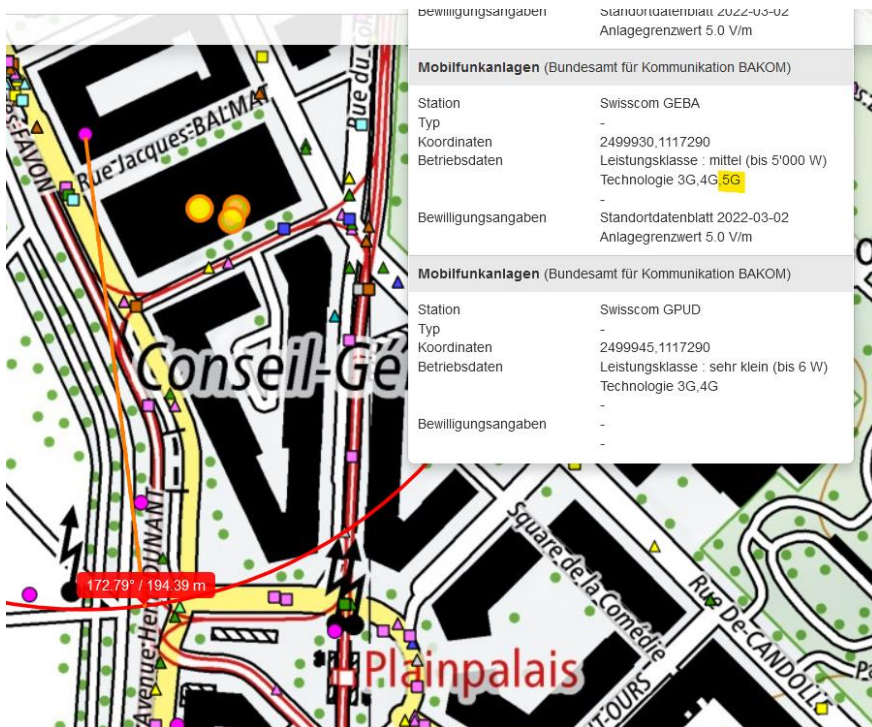 Bewilligungsangaben Standortdatenblatt 2022-03-02
Anlagegrenzwert 5.0 V/m
Mobilfunkanlagen (Bundesamt für Kommunikation BAKOM)
Station Swisscom GEBA
Typ -
Koordinaten 2499930,1117290
Betriebsdaten Leistungsklasse : mittel (bis 5'000 W)
Technologie 3G,4G,5G
-
Bewilligungsangaben Standortdatenblatt 2022-03-02
Anlagegrenzwert 5.0 V/m
Mobilfunkanlagen (Bundesamt für Kommunikation BAKOM)
Station Swisscom GPUD
Typ -
Koordinaten 2499945,1117290
Betriebsdaten Leistungsklasse : sehr klein (bis 6 W)
Technologie 3G,4G
-
Bewilligungsangaben -
-
Rue du
FAVON
Rue Jacques-BALMAT
Conseil-Gé
172.79° / 194.39 m
Avenue Hen
DUNANT
Square de la Comédie
Rue De-CANDOLLE
Plainpalais
T-OURS